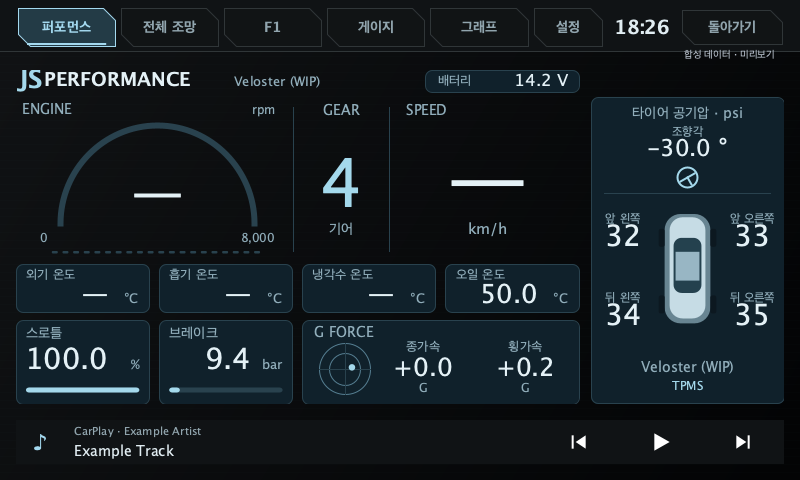 퍼포먼스 전체 조망 F1 게이지 그래프 설정 18:26 돌아가기
합성 데이터 · 미리보기
JS PERFORMANCE Veloster (WIP) 배터리 14.2 V
ENGINE rpm GEAR SPEED
0 8,000
4
기어
— km/h
타이어 공기압 · psi
조향각
−30.0 °
앞 왼쪽 앞 오른쪽
32 33
뒤 왼쪽 뒤 오른쪽
34 35
Veloster (WIP)
TPMS
외기 온도 — °C
흡기 온도 — °C
냉각수 온도 — °C
오일 온도 50.0 °C
스로틀
100.0 %
브레이크
9.4 bar
G FORCE
종가속
+0.0
G
횡가속
+0.2
G
CarPlay · Example Artist
Example Track